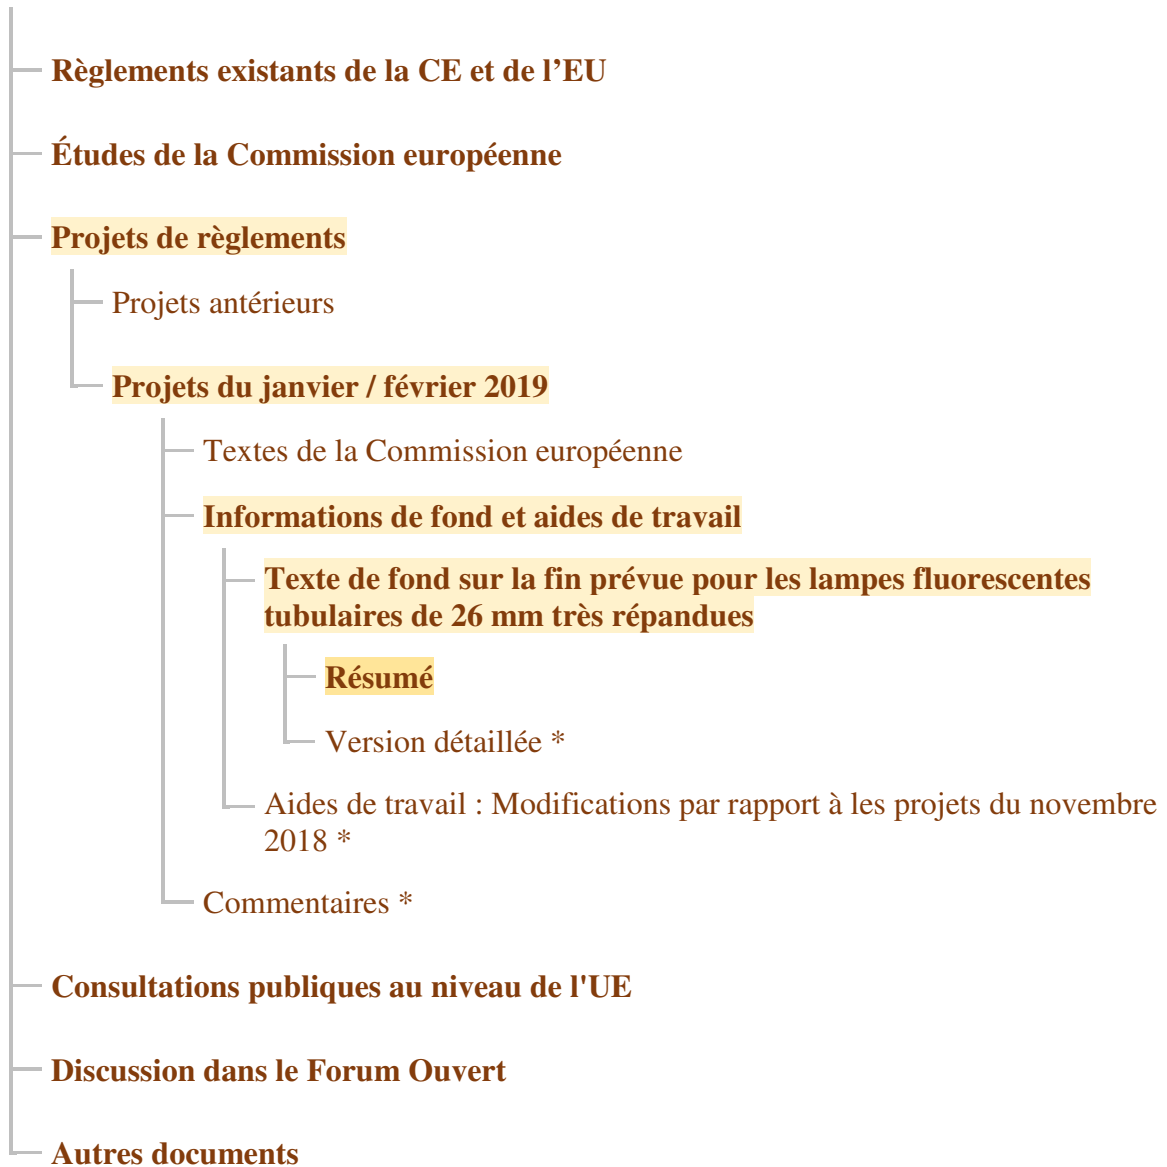 Règlements existants de la CE et de l’EU
Études de la Commission européenne
Projets de règlements
Projets antérieurs
Projets du janvier / février 2019
Textes de la Commission européenne
Informations de fond et aides de travail
Texte de fond sur la fin prévue pour les lampes fluorescentes
tubulaires de 26 mm très répandues
Résumé
Version détaillée *
Aides de travail : Modifications par rapport à les projets du novembre
2018 *
Commentaires *
Consultations publiques au niveau de l'UE
Discussion dans le Forum Ouvert
Autres documents